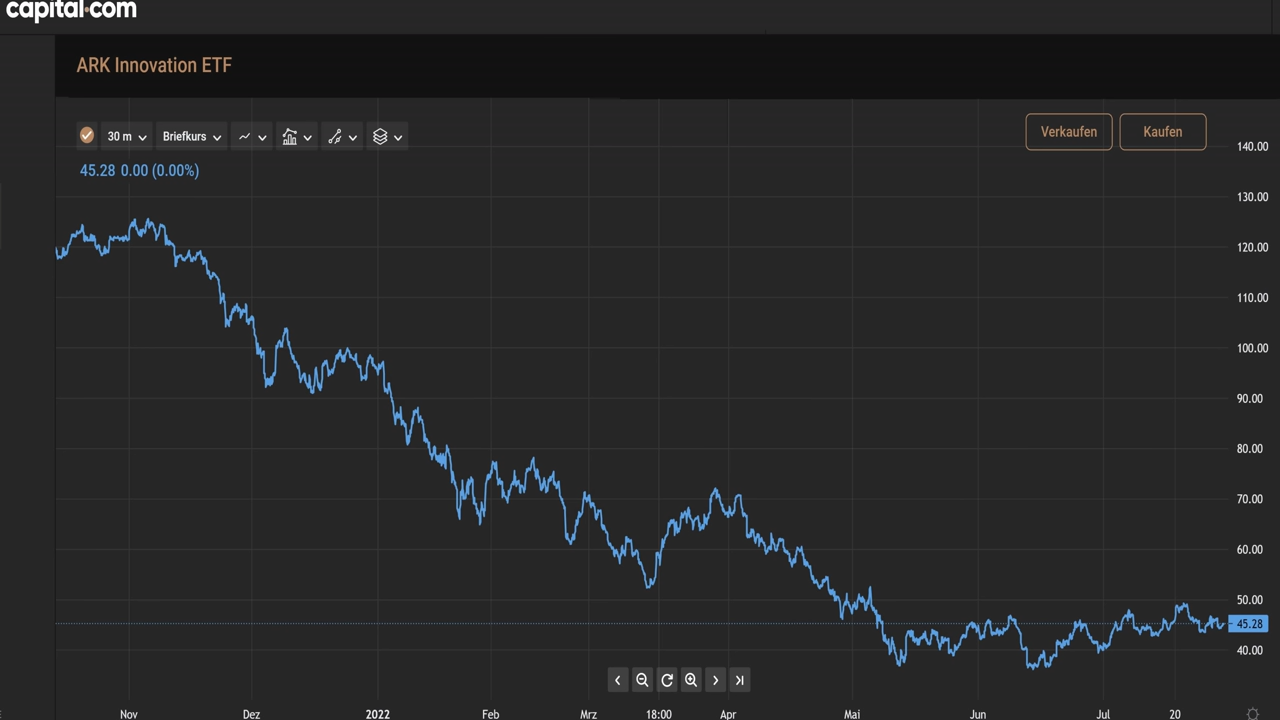 capital.com
ARK Innovation ETF
30 m Briefkurs
Verkaufen Kaufen
45.28 0.00 (0.00%)
140.00
130.00
120.00
110.00
100.00
90.00
80.00
70.00
60.00
50.00
45.28
40.00
Nov Dez 2022 Feb Mrz 18:00 Apr Mai Jun Jul 20